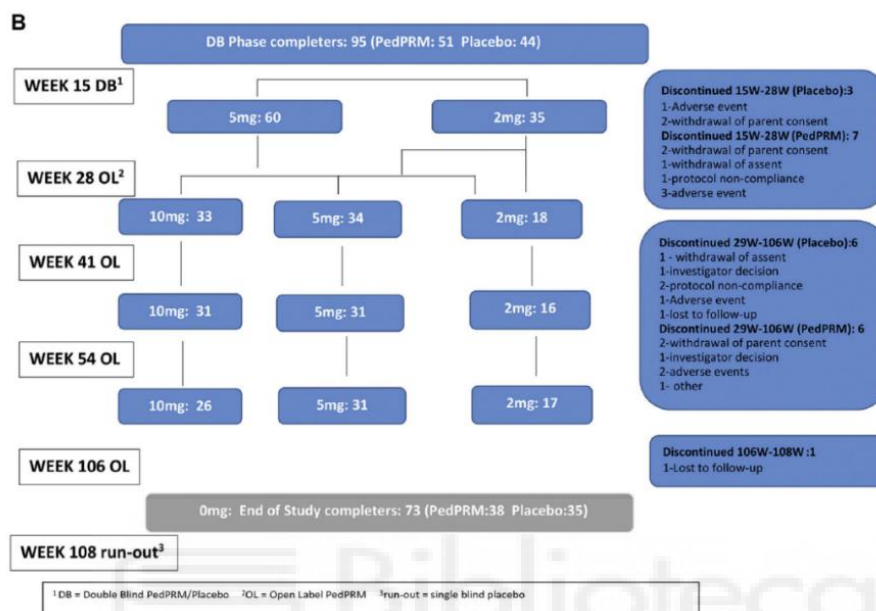 B
DB Phase completers: 95 (PedPRM: 51 Placebo: 44)
WEEK 15 DB¹
5mg: 60
2mg: 35
Discontinued 15W-28W (Placebo):3
1-Adverse event
2-withdrawal of parent consent
Discontinued 15W-28W (PedPRM): 7
2-withdrawal of parent consent
1-withdrawal of assent
1-protocol non-compliance
3-adverse event
WEEK 28 OL²
10mg: 33
5mg: 34
2mg: 18
WEEK 41 OL
10mg: 31
5mg: 31
2mg: 16
Discontinued 29W-106W (Placebo):6
1 - withdrawal of assent
1-investigator decision
2-protocol non-compliance
1-Adverse event
1-lost to follow-up
Discontinued 29W-106W (PedPRM): 6
2-withdrawal of parent consent
1-investigator decision
2-adverse events
1- other
WEEK 54 OL
10mg: 26
5mg: 31
2mg: 17
WEEK 106 OL
Discontinued 106W-108W :1
1-Lost to follow-up
0mg: End of Study completers: 73 (PedPRM:38 Placebo:35)
WEEK 108 run-out³
Biblioteca
¹ DB = Double Blind PedPRM/Placebo ²OL = Open Label PedPRM ³run-out = single blind placebo